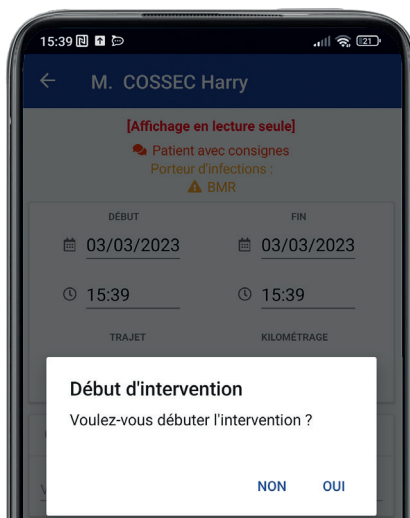 15:39 21
M. COSSEC Harry
[Affichage en lecture seule]
Patient avec consignes
Porteur d'infections :
BMR
DÉBUT FIN
03/03/2023 03/03/2023
15:39 15:39
TRAJET KILOMÉTRAGE
Début d'intervention
Voulez-vous débuter l'intervention ?
NON OUI